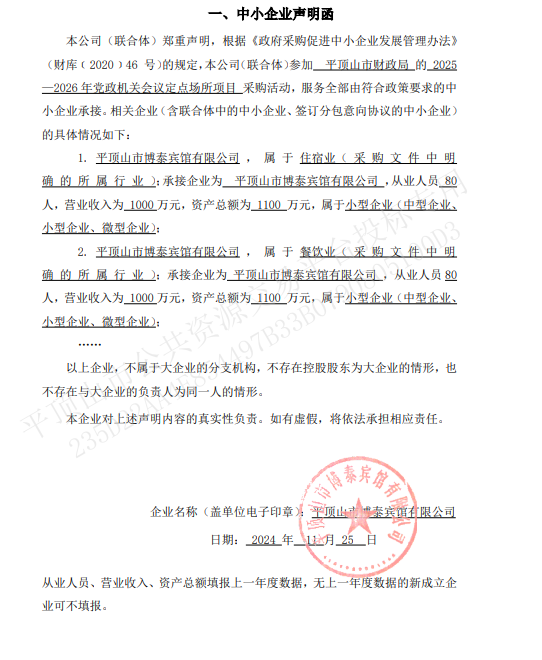 一、中小企业声明函
本公司（联合体）郑重声明，根据《政府采购促进中小企业发展管理办法》
（财库﹝2020﹞46 号）的规定，本公司（联合体）参加 平顶山市财政局 的 2025
—2026年党政机关会议定点场所项目 采购活动，服务全部由符合政策要求的中
小企业承接。相关企业（含联合体中的中小企业、签订分包意向协议的中小企业）
的具体情况如下：
1. 平顶山市博泰宾馆有限公司 ，属于 住宿业（采购文件中明
确的所属行业）；承接企业为 平顶山市博泰宾馆有限公司 ，从业人员 80
人，营业收入为 1000 万元，资产总额为 1100 万元，属于 小型企业（中型企业、
小型企业、微型企业）；
2. 平顶山市博泰宾馆有限公司 ，属于 餐饮业（采购文件中明
确的所属行业）；承接企业为 平顶山市博泰宾馆有限公司 ，从业人员 80
人，营业收入为 1000 万元，资产总额为 1100 万元，属于 小型企业（中型企业、
小型企业、微型企业）；
……
以上企业，不属于大企业的分支机构，不存在控股股东为大企业的情形，也
不存在与大企业的负责人为同一人的情形。
本企业对上述声明内容的真实性负责。如有虚假，将依法承担相应责任。
企业名称（盖单位电子印章）：平顶山市博泰宾馆有限公司
日期： 2024 年 11 月 25 日
平顶山市博泰宾馆有限公司
从业人员、营业收入、资产总额填报上一年度数据，无上一年度数据的新成立企
业可不填报。